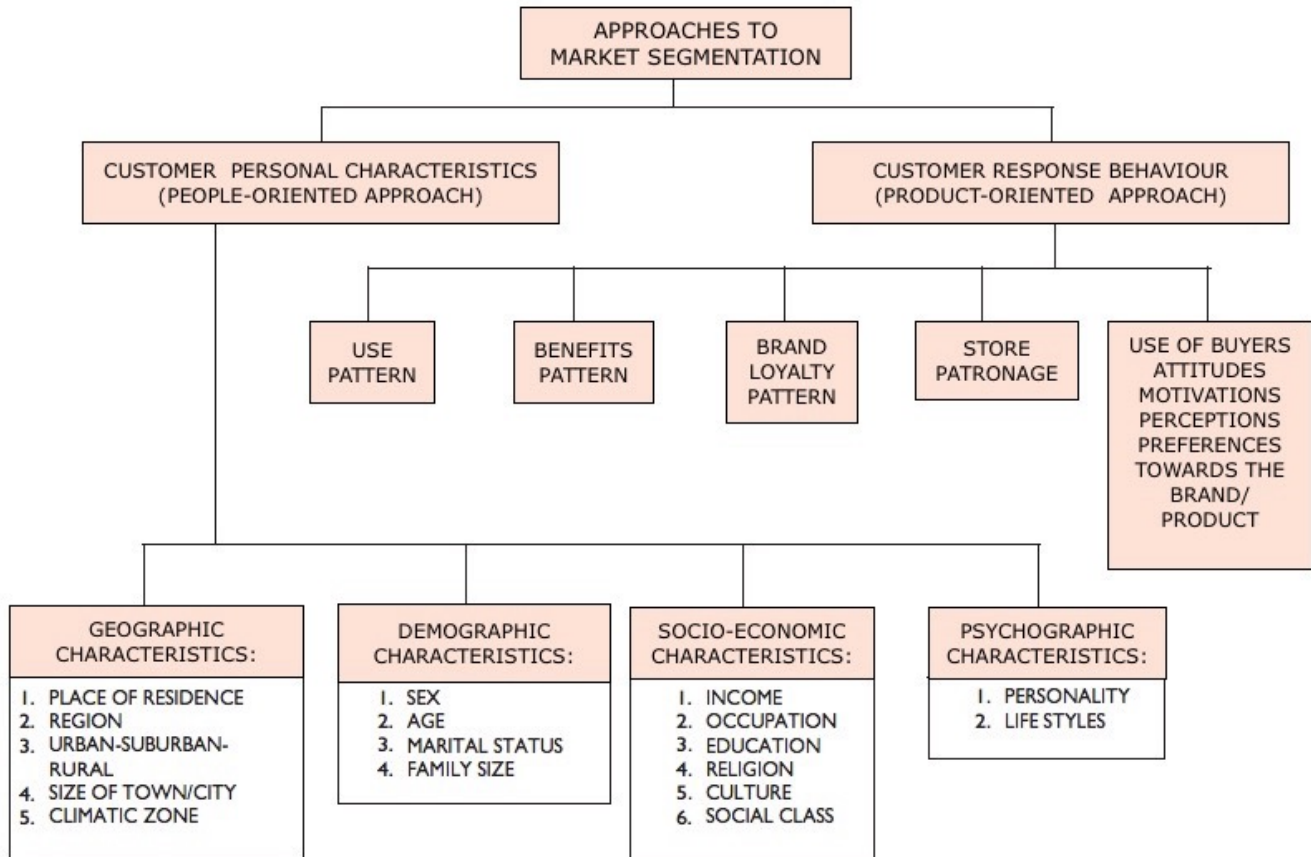 APPROACHES TO
MARKET SEGMENTATION
CUSTOMER PERSONAL CHARACTERISTICS
(PEOPLE-ORIENTED APPROACH)
CUSTOMER RESPONSE BEHAVIOUR
(PRODUCT-ORIENTED APPROACH)
USE
PATTERN
BENEFITS
PATTERN
BRAND
LOYALTY
PATTERN
STORE
PATRONAGE
USE OF BUYERS
ATTITUDES
MOTIVATIONS
PERCEPTIONS
PREFERENCES
TOWARDS THE
BRAND/
PRODUCT
GEOGRAPHIC
CHARACTERISTICS:
1. PLACE OF RESIDENCE
2. REGION
3. URBAN-SUBURBAN-
RURAL
4. SIZE OF TOWN/CITY
5. CLIMATIC ZONE
DEMOGRAPHIC
CHARACTERISTICS:
1. SEX
2. AGE
3. MARITAL STATUS
4. FAMILY SIZE
SOCIO-ECONOMIC
CHARACTERISTICS:
1. INCOME
2. OCCUPATION
3. EDUCATION
4. RELIGION
5. CULTURE
6. SOCIAL CLASS
PSYCHOGRAPHIC
CHARACTERISTICS:
1. PERSONALITY
2. LIFE STYLES